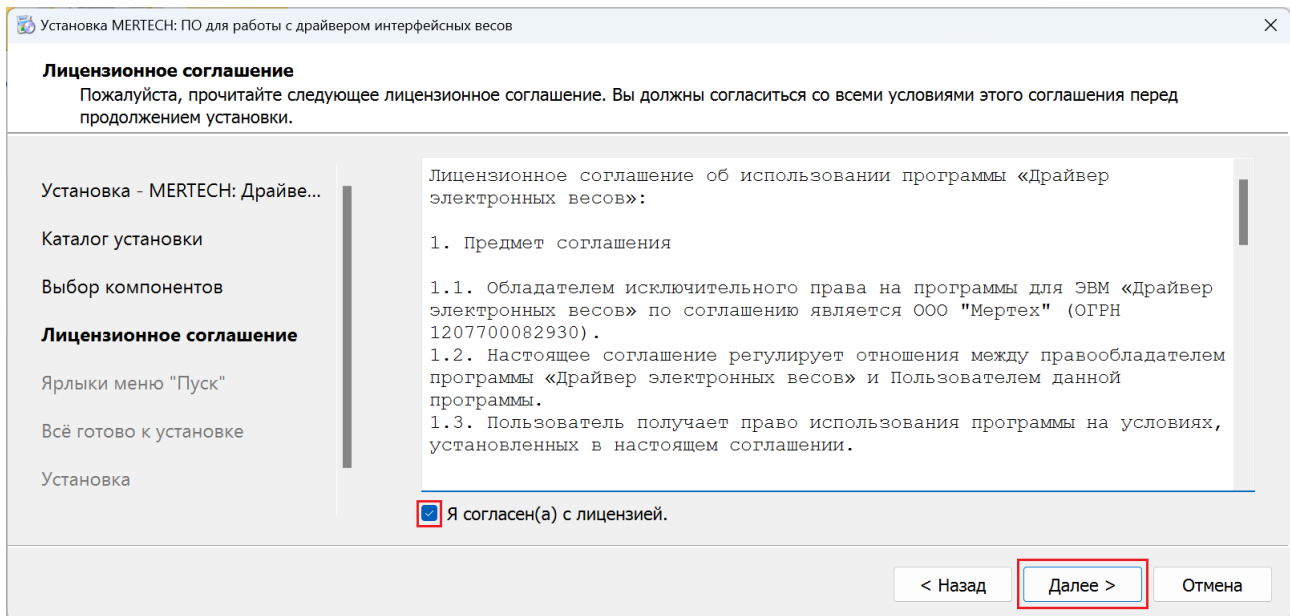 Установка MERTECH: ПО для работы с драйвером интерфейсных весов
Лицензионное соглашение
Пожалуйста, прочитайте следующее лицензионное соглашение. Вы должны согласиться со всеми условиями этого соглашения перед
продолжением установки.
Установка - MERTECH: Драйве...
Каталог установки
Выбор компонентов
Лицензионное соглашение
Ярлыки меню "Пуск"
Всё готово к установке
Установка
Лицензионное соглашение об использовании программы «Драйвер
электронных весов»:
1. Предмет соглашения
1.1. Обладателем исключительного права на программы для ЭВМ «Драйвер
электронных весов» по соглашению является ООО "Мертех" (ОГРН
1207700082930).
1.2. Настоящее соглашение регулирует отношения между правообладателем
программы «Драйвер электронных весов» и Пользователем данной
программы.
1.3. Пользователь получает право использования программы на условиях,
установленных в настоящем соглашении.
Я согласен(а) с лицензией.
< Назад
Далее >
Отмена